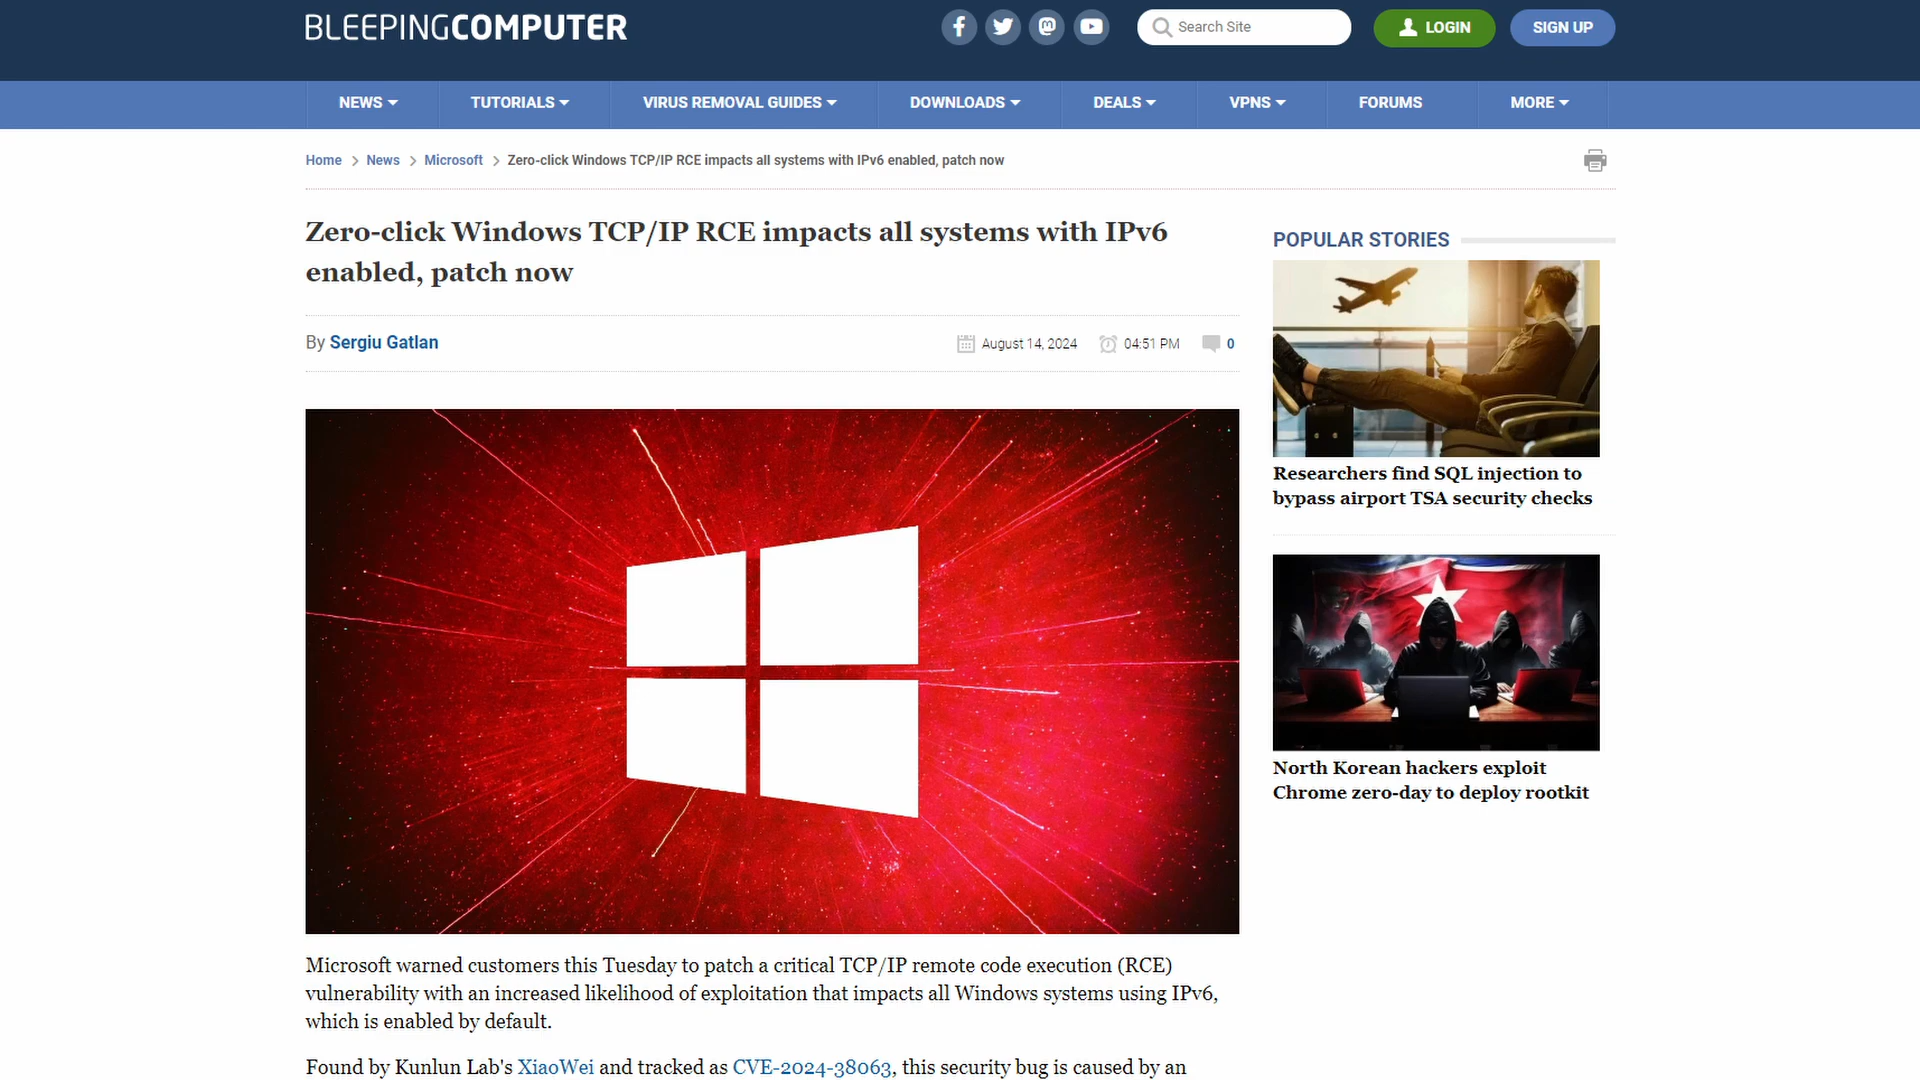 BLEEPINGCOMPUTER
Search Site
LOGIN
SIGN UP
NEWS
TUTORIALS
VIRUS REMOVAL GUIDES
DOWNLOADS
DEALS
VPNS
FORUMS
MORE
Home > News > Microsoft > Zero-click Windows TCP/IP RCE impacts all systems with IPv6 enabled, patch now
Zero-click Windows TCP/IP RCE impacts all systems with IPv6
enabled, patch now
By Sergiu Gatlan
August 14, 2024
04:51 PM
0
Microsoft warned customers this Tuesday to patch a critical TCP/IP remote code execution (RCE)
vulnerability with an increased likelihood of exploitation that impacts all Windows systems using IPv6,
which is enabled by default.
Found by Kunlun Lab's XiaoWei and tracked as CVE-2024-38063, this security bug is caused by an
POPULAR STORIES
Researchers find SQL injection to
bypass airport TSA security checks
North Korean hackers exploit
Chrome zero-day to deploy rootkit